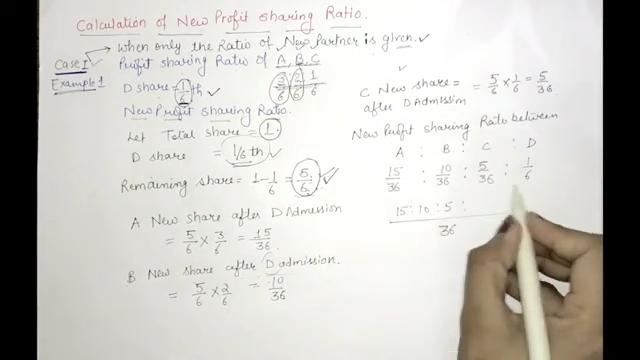 Calculation of New Profit sharing Ratio.
Case I
when only the Ratio of New Partner is given
Example 1
Profit sharing Ratio of A, B, C
3/6 : 2/6 : 1/6
D share = 1/6 th
New Profit sharing Ratio.
Let Total share = 1.
D share = 1/6 th
Remaining share = 1 - 1/6 = 5/6
A New share after D Admission
= 5/6 × 3/6 = 15/36
B New share after D admission.
= 5/6 × 2/6 = 10/36
C New share = 5/6 × 1/6 = 5/36
after D Admission
New Profit sharing Ratio between
A : B : C : D
15/36 : 10/36 : 5/36 : 1/6
15 : 10 : 5 :
36